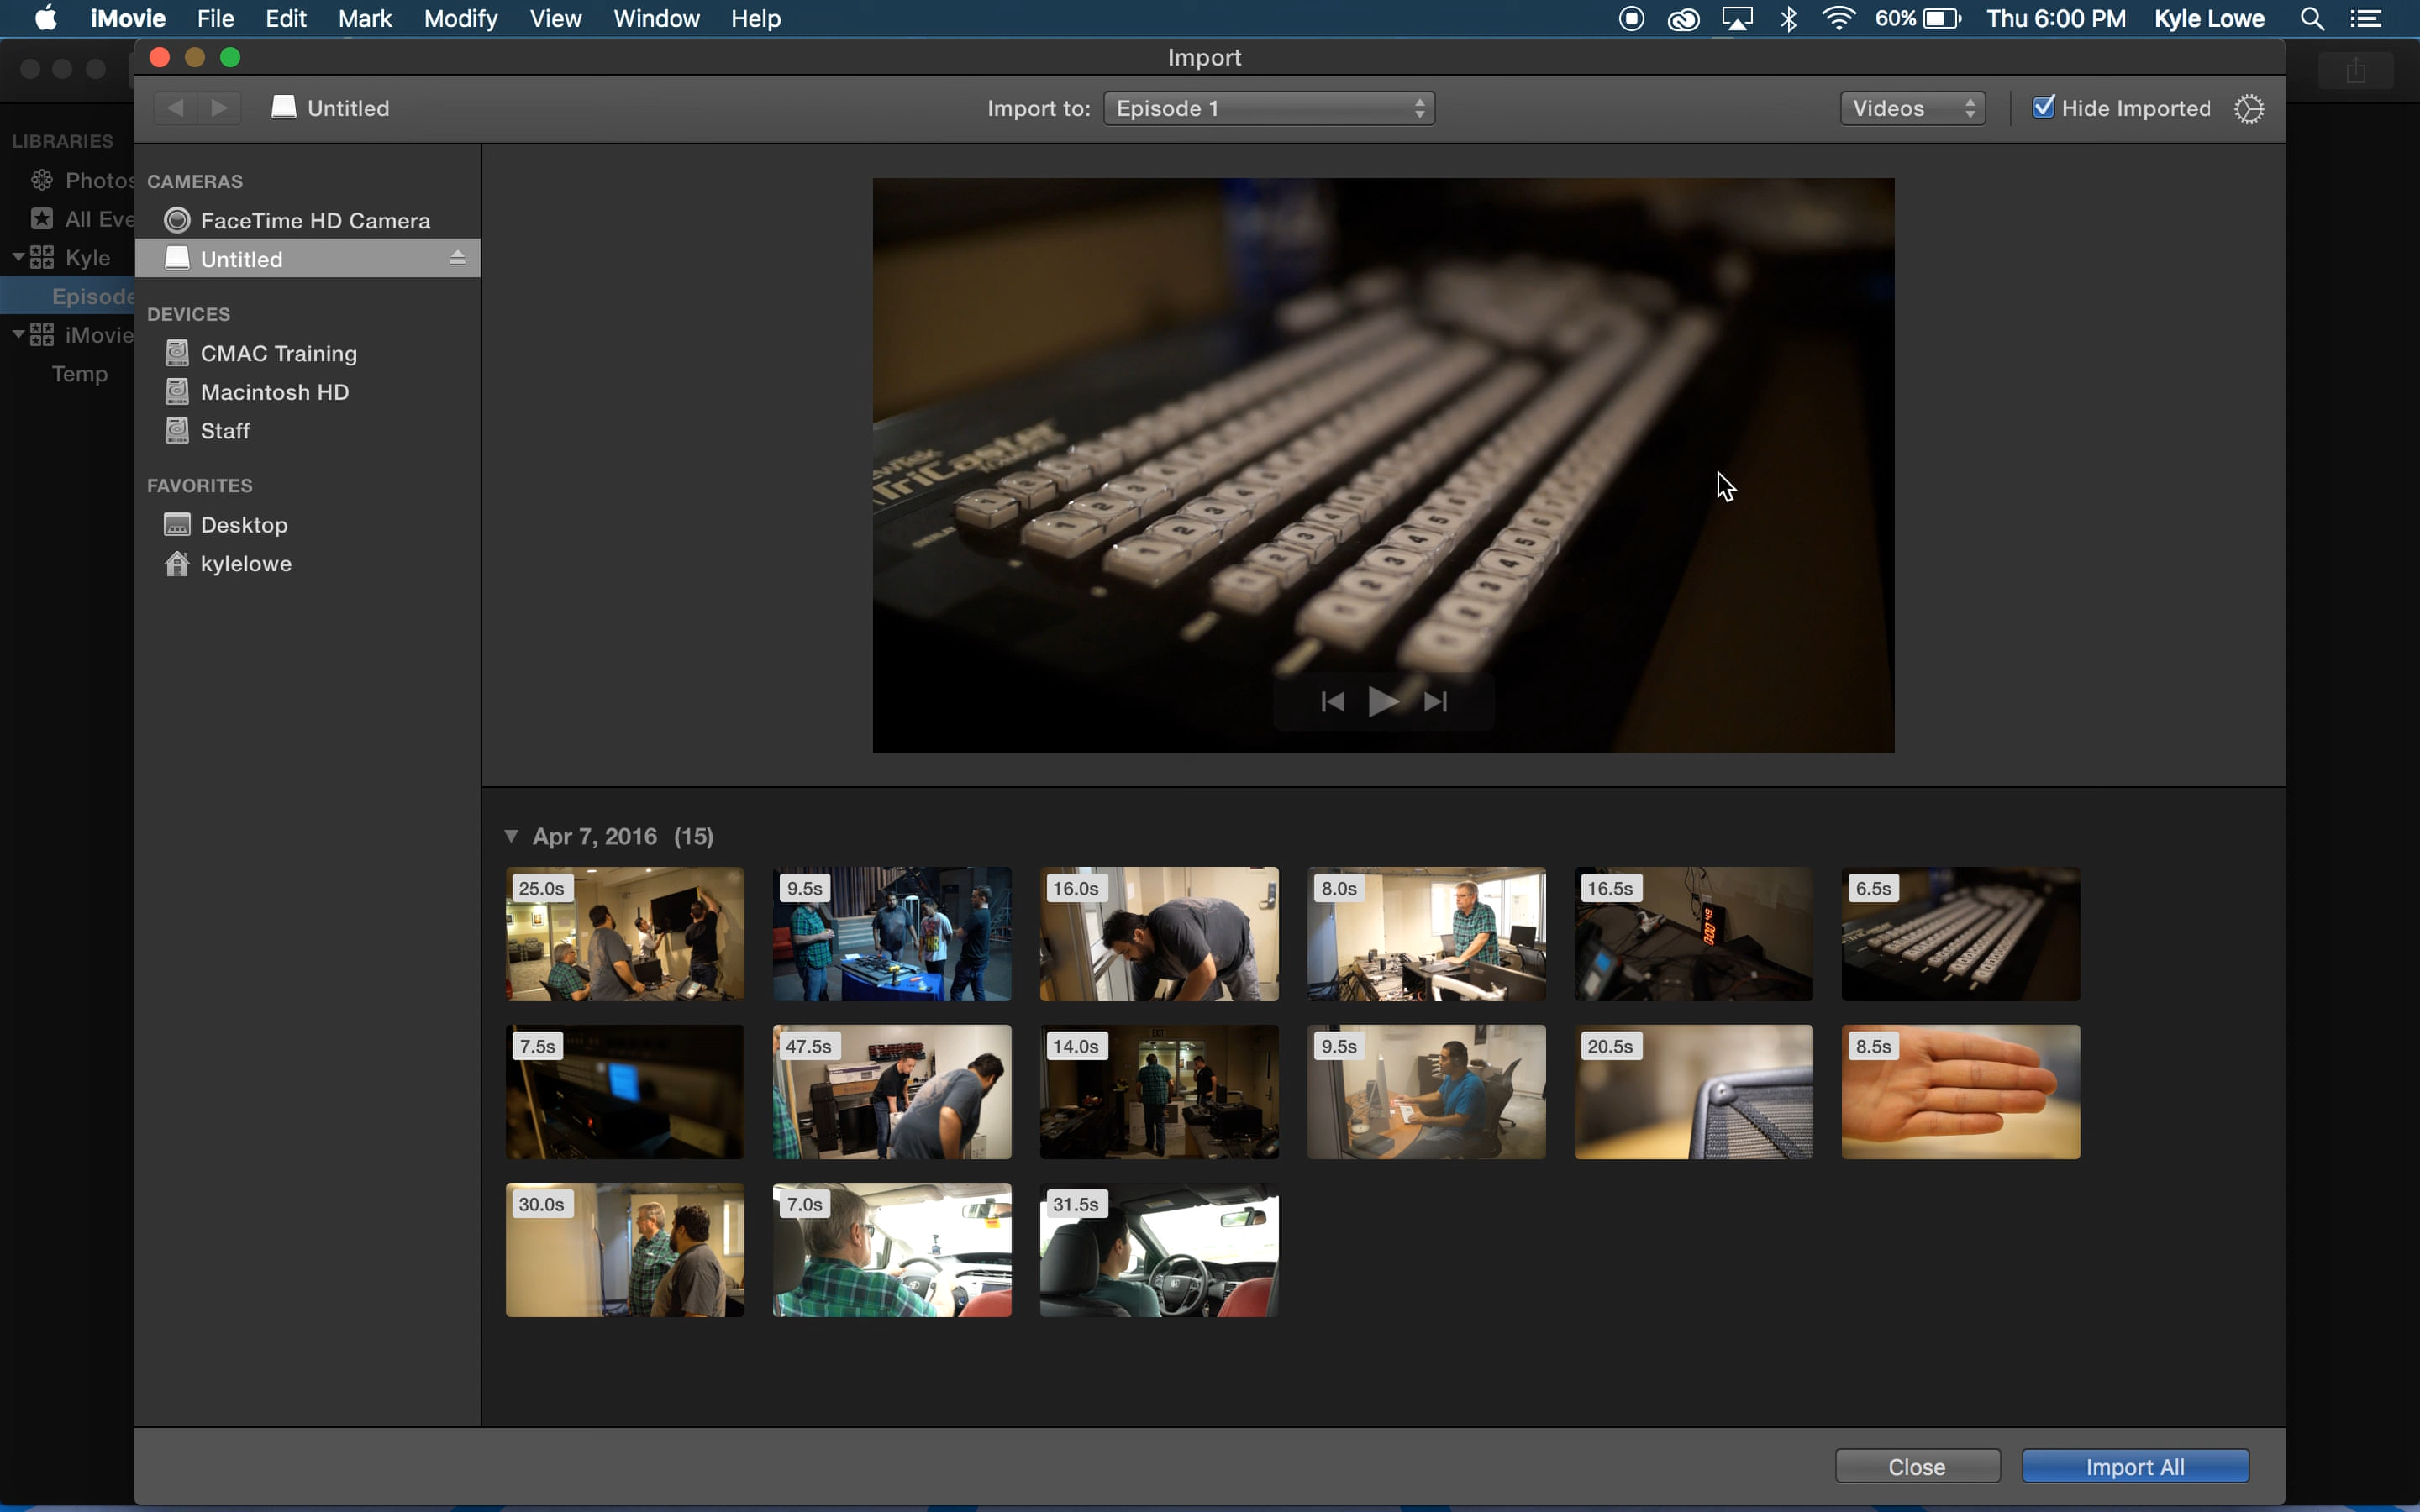 iMovie File Edit Mark Modify View Window Help 60% Thu 6:00 PM Kyle Lowe
Import
Untitled Import to: Episode 1 Videos Hide Imported
LIBRARIES
Photos
All Eve
Kyle
Episode
iMovie
Temp
CAMERAS
FaceTime HD Camera
Untitled
DEVICES
CMAC Training
Macintosh HD
Staff
FAVORITES
Desktop
kylelowe
TriCaster
Apr 7, 2016 (15)
25.0s 9.5s 16.0s 8.0s 16.5s 6.5s
7.5s 47.5s 14.0s 9.5s 20.5s 8.5s
30.0s 7.0s 31.5s
Close Import All